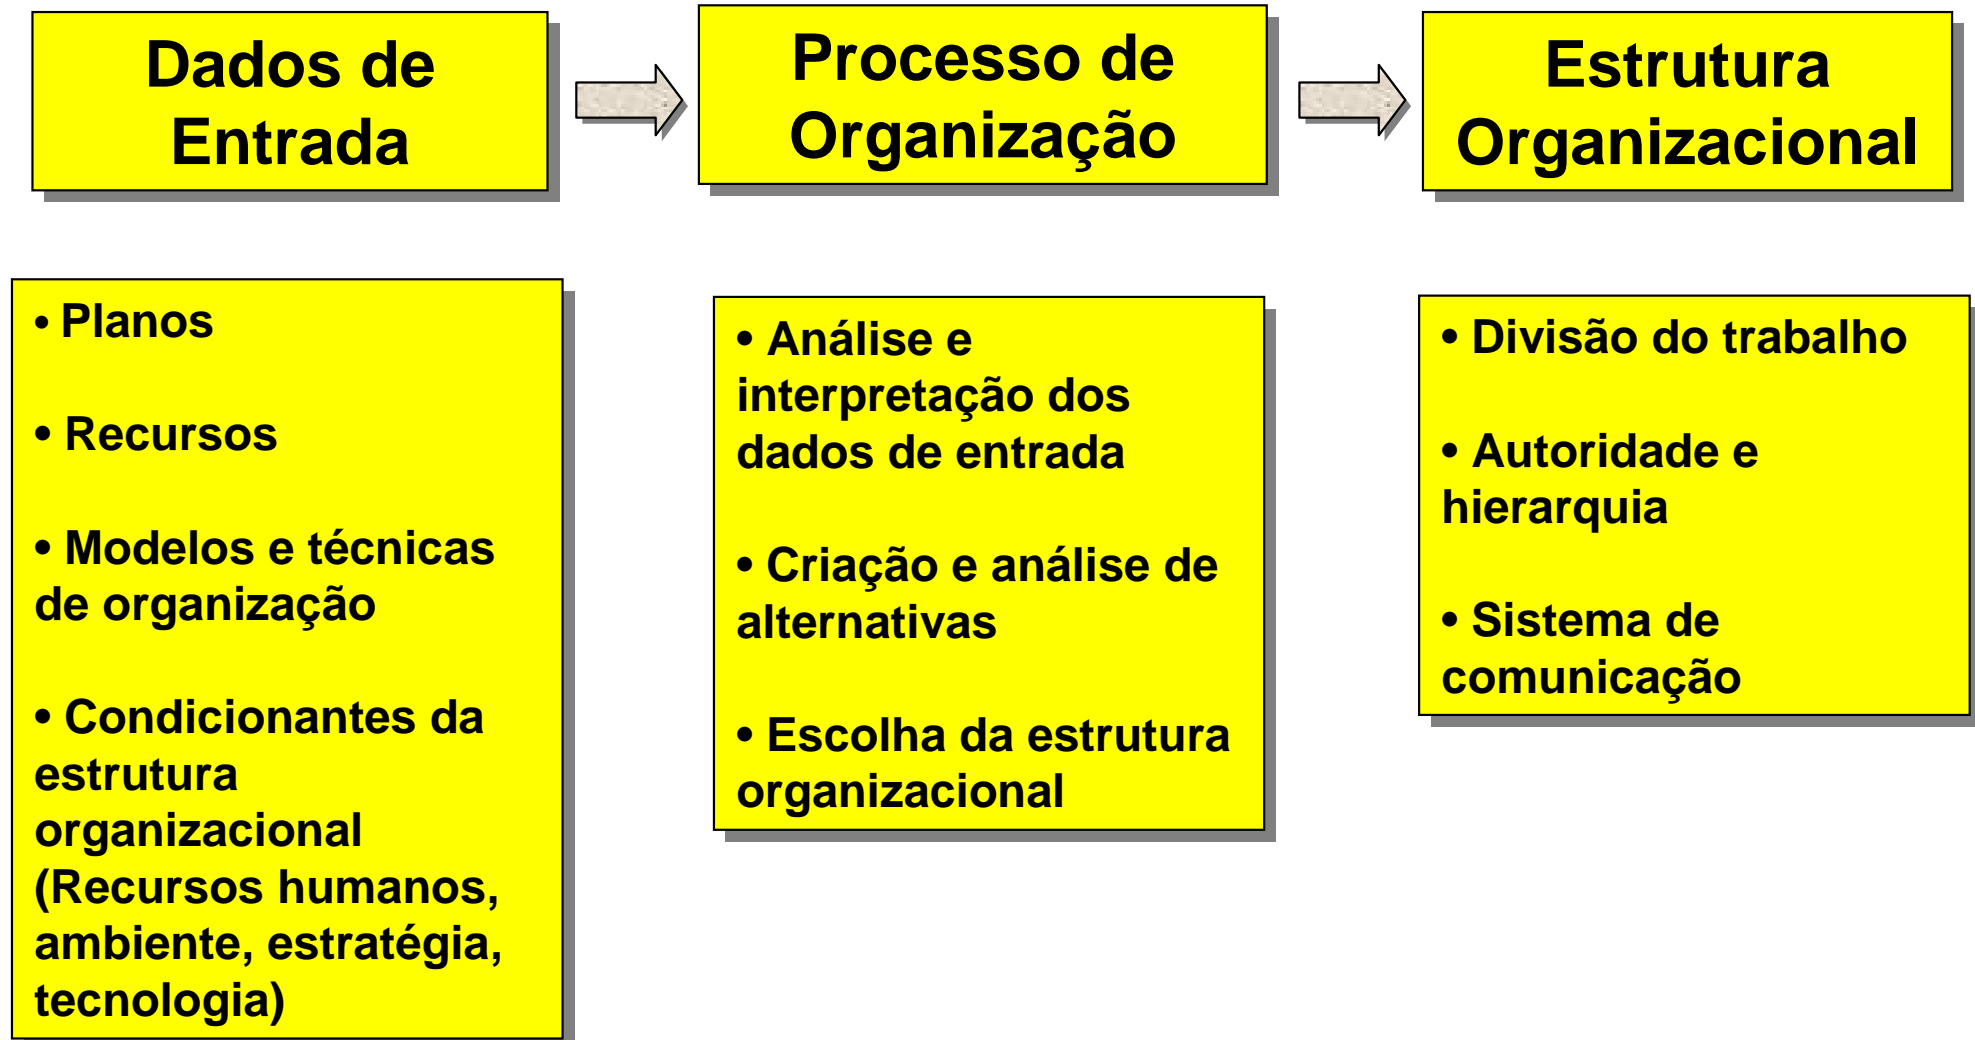 Dados de
Entrada
Processo de
Organização
Estrutura
Organizacional
• Planos
• Recursos
• Modelos e técnicas
de organização
• Condicionantes da
estrutura
organizacional
(Recursos humanos,
ambiente, estratégia,
tecnologia)
• Análise e
interpretação dos
dados de entrada
• Criação e análise de
alternativas
• Escolha da estrutura
organizacional
• Divisão do trabalho
• Autoridade e
hierarquia
• Sistema de
comunicação